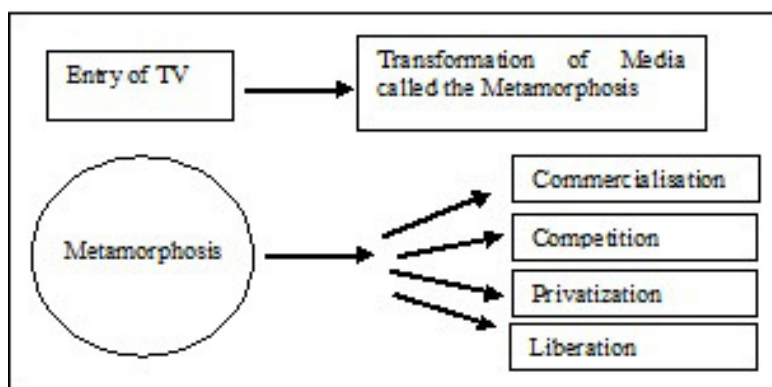 Entry of TV
Transformation of Media
called the Metamorphosis
Metamorphosis
Commercialisation
Competition
Privatization
Liberation